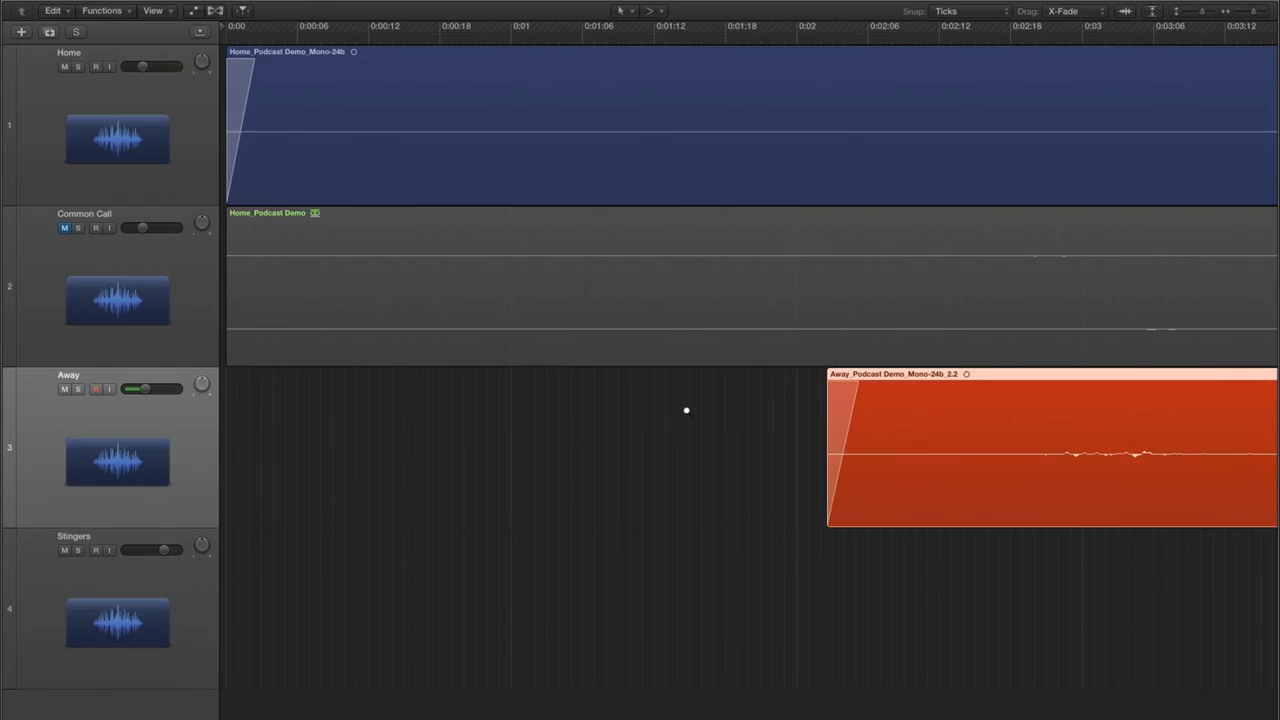 Edit Functions View Snap: Ticks Drag: X-Fade
S 0:00 0:00:06 0:00:12 0:00:18 0:01 0:01:06 0:01:12 0:01:18 0:02 0:02:06 0:02:12 0:02:18 0:03 0:03:06 0:03:12
Home Home_Podcast Demo_Mono-24b
M S R I
1
Common Call Home_Podcast Demo
M S R I
2
Away Away_Podcast Demo_Mono-24b_2.2
M S R I
3
Stingers
M S R I
4